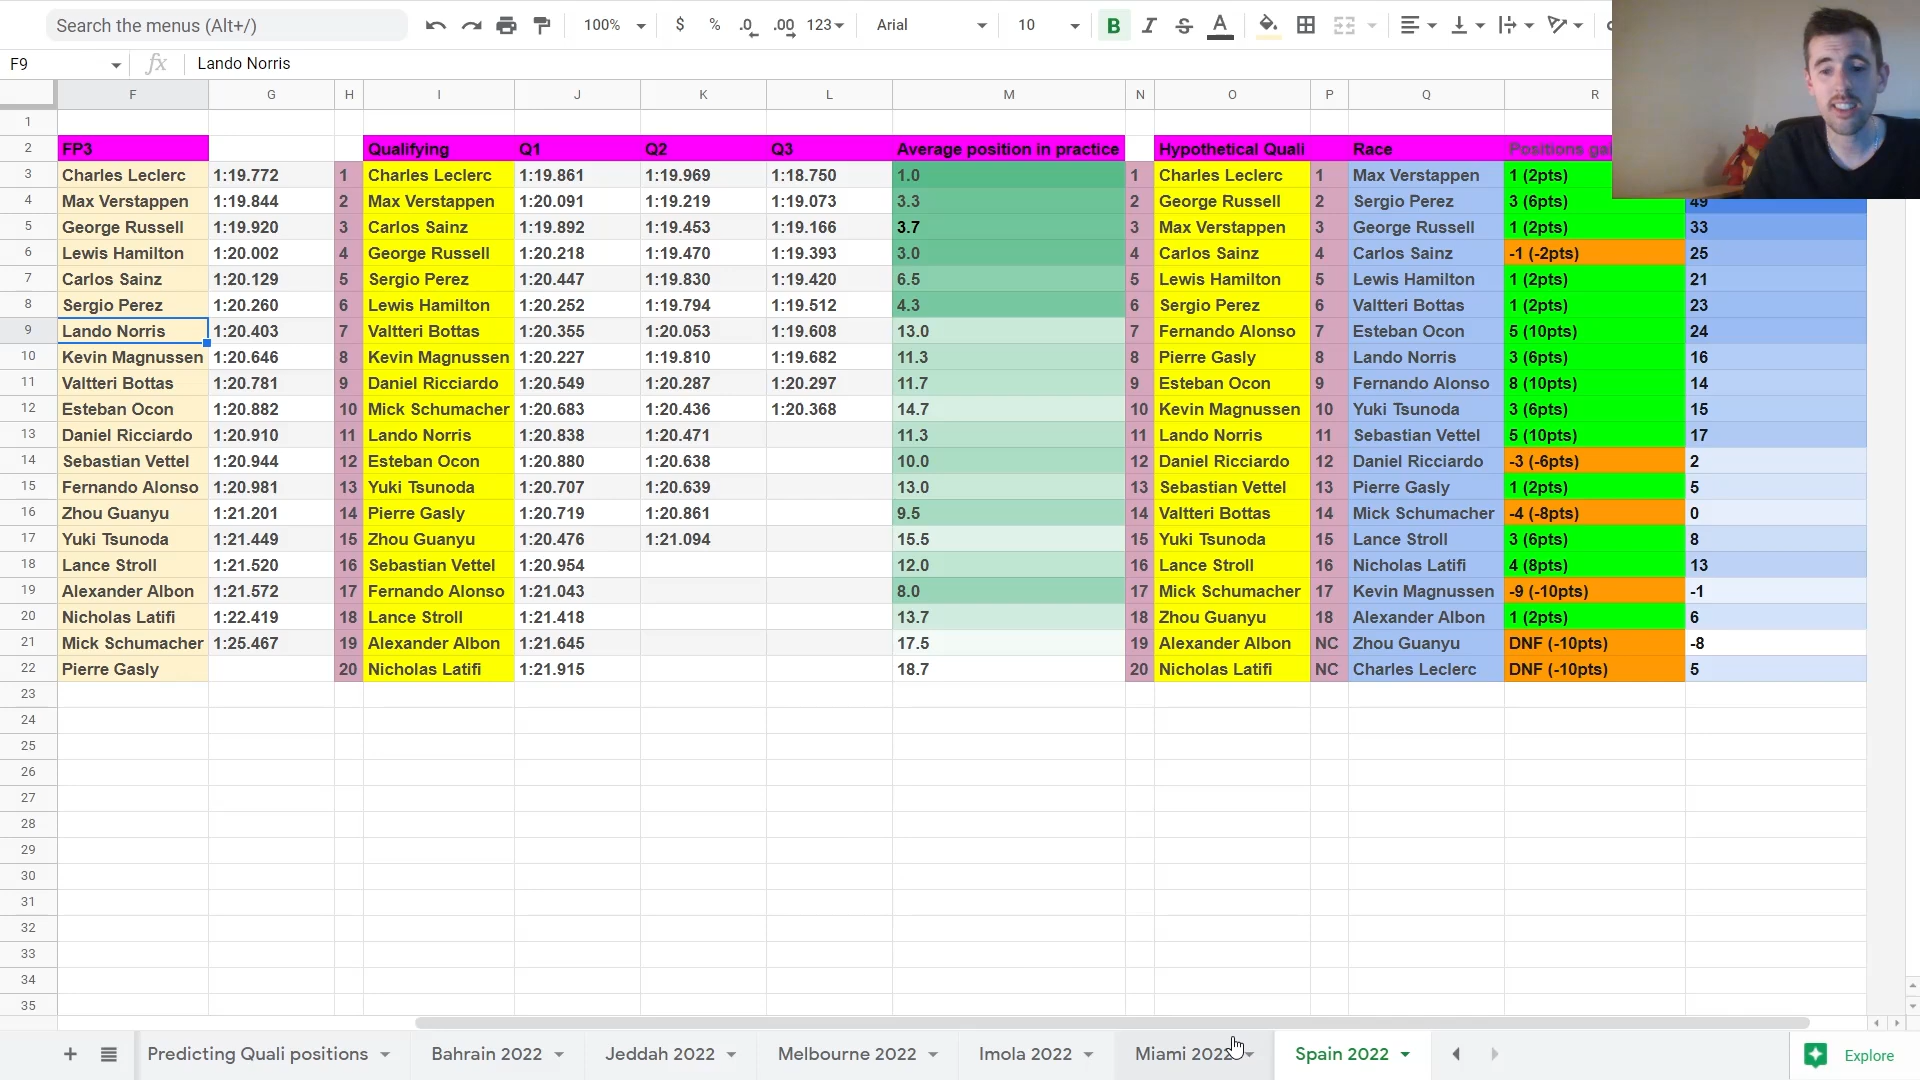 Search the menus (Alt+/) 100% $ % .0 .00 123 Arial 10 B I S A
F9 fx Lando Norris
F G H I J K L M N O P Q R
1
2 FP3 Qualifying Q1 Q2 Q3 Average position in practice Hypothetical Quali Race Positions gai
3 Charles Leclerc 1:19.772 1 Charles Leclerc 1:19.861 1:19.969 1:18.750 1.0 1 Charles Leclerc 1 Max Verstappen 1 (2pts)
4 Max Verstappen 1:19.844 2 Max Verstappen 1:20.091 1:19.219 1:19.073 3.3 2 George Russell 2 Sergio Perez 3 (6pts) 49
5 George Russell 1:19.920 3 Carlos Sainz 1:19.892 1:19.453 1:19.166 3.7 3 Max Verstappen 3 George Russell 1 (2pts) 33
6 Lewis Hamilton 1:20.002 4 George Russell 1:20.218 1:19.470 1:19.393 3.0 4 Carlos Sainz 4 Carlos Sainz -1 (-2pts) 25
7 Carlos Sainz 1:20.129 5 Sergio Perez 1:20.447 1:19.830 1:19.420 6.5 5 Lewis Hamilton 5 Lewis Hamilton 1 (2pts) 21
8 Sergio Perez 1:20.260 6 Lewis Hamilton 1:20.252 1:19.794 1:19.512 4.3 6 Sergio Perez 6 Valtteri Bottas 1 (2pts) 23
9 Lando Norris 1:20.403 7 Valtteri Bottas 1:20.355 1:20.053 1:19.608 13.0 7 Fernando Alonso 7 Esteban Ocon 5 (10pts) 24
10 Kevin Magnussen 1:20.646 8 Kevin Magnussen 1:20.227 1:19.810 1:19.682 11.3 8 Pierre Gasly 8 Lando Norris 3 (6pts) 16
11 Valtteri Bottas 1:20.781 9 Daniel Ricciardo 1:20.549 1:20.287 1:20.297 11.7 9 Esteban Ocon 9 Fernando Alonso 8 (10pts) 14
12 Esteban Ocon 1:20.882 10 Mick Schumacher 1:20.683 1:20.436 1:20.368 14.7 10 Kevin Magnussen 10 Yuki Tsunoda 3 (6pts) 15
13 Daniel Ricciardo 1:20.910 11 Lando Norris 1:20.838 1:20.471 11.3 11 Lando Norris 11 Sebastian Vettel 5 (10pts) 17
14 Sebastian Vettel 1:20.944 12 Esteban Ocon 1:20.880 1:20.638 10.0 12 Daniel Ricciardo 12 Daniel Ricciardo -3 (-6pts) 2
15 Fernando Alonso 1:20.981 13 Yuki Tsunoda 1:20.707 1:20.639 13.0 13 Sebastian Vettel 13 Pierre Gasly 1 (2pts) 5
16 Zhou Guanyu 1:21.201 14 Pierre Gasly 1:20.719 1:20.861 9.5 14 Valtteri Bottas 14 Mick Schumacher -4 (-8pts) 0
17 Yuki Tsunoda 1:21.449 15 Zhou Guanyu 1:20.476 1:21.094 15.5 15 Yuki Tsunoda 15 Lance Stroll 3 (6pts) 8
18 Lance Stroll 1:21.520 16 Sebastian Vettel 1:20.954 12.0 16 Lance Stroll 16 Nicholas Latifi 4 (8pts) 13
19 Alexander Albon 1:21.572 17 Fernando Alonso 1:21.043 8.0 17 Mick Schumacher 17 Kevin Magnussen -9 (-10pts) -1
20 Nicholas Latifi 1:22.419 18 Lance Stroll 1:21.418 13.7 18 Zhou Guanyu 18 Alexander Albon 1 (2pts) 6
21 Mick Schumacher 1:25.467 19 Alexander Albon 1:21.645 17.5 19 Alexander Albon NC Zhou Guanyu DNF (-10pts) -8
22 Pierre Gasly 20 Nicholas Latifi 1:21.915 18.7 20 Nicholas Latifi NC Charles Leclerc DNF (-10pts) 5
23
24
25
26
27
28
29
30
31
32
33
34
35
Predicting Quali positions Bahrain 2022 Jeddah 2022 Melbourne 2022 Imola 2022 Miami 2022 Spain 2022 Explore